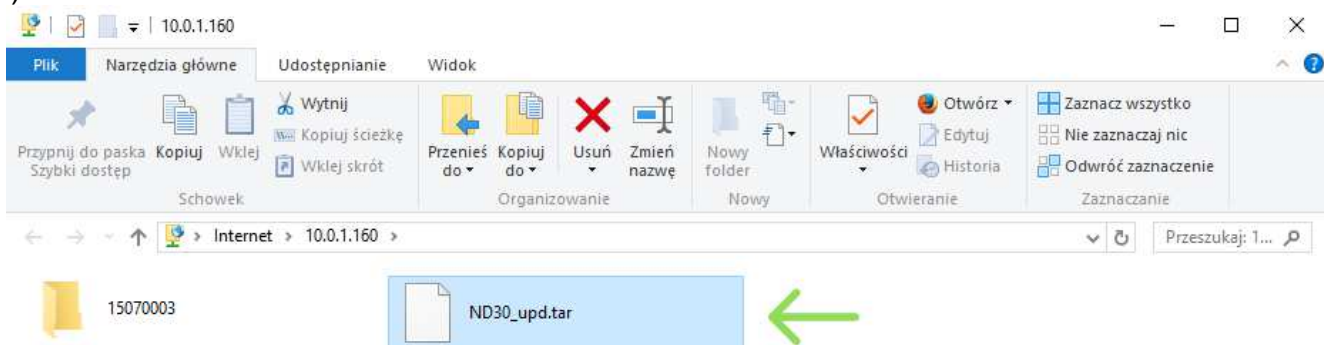 )
10.0.1.160
Plik Narzędzia główne Udostępnianie Widok
Przypnij do paska Szybki dostęp
Kopiuj
Wklej
Wytnij
Kopiuj ścieżkę
Wklej skrót
Schowek
Przenieś do
Kopiuj do
Usuń
Zmień nazwę
Organizowanie
Nowy folder
Nowy
Właściwości
Otwórz
Edytuj
Historia
Otwieranie
Zaznacz wszystko
Nie zaznaczaj nic
Odwróć zaznaczenie
Zaznaczanie
Internet > 10.0.1.160 >
Przeszukaj: 1...
15070003
ND30_upd.tar